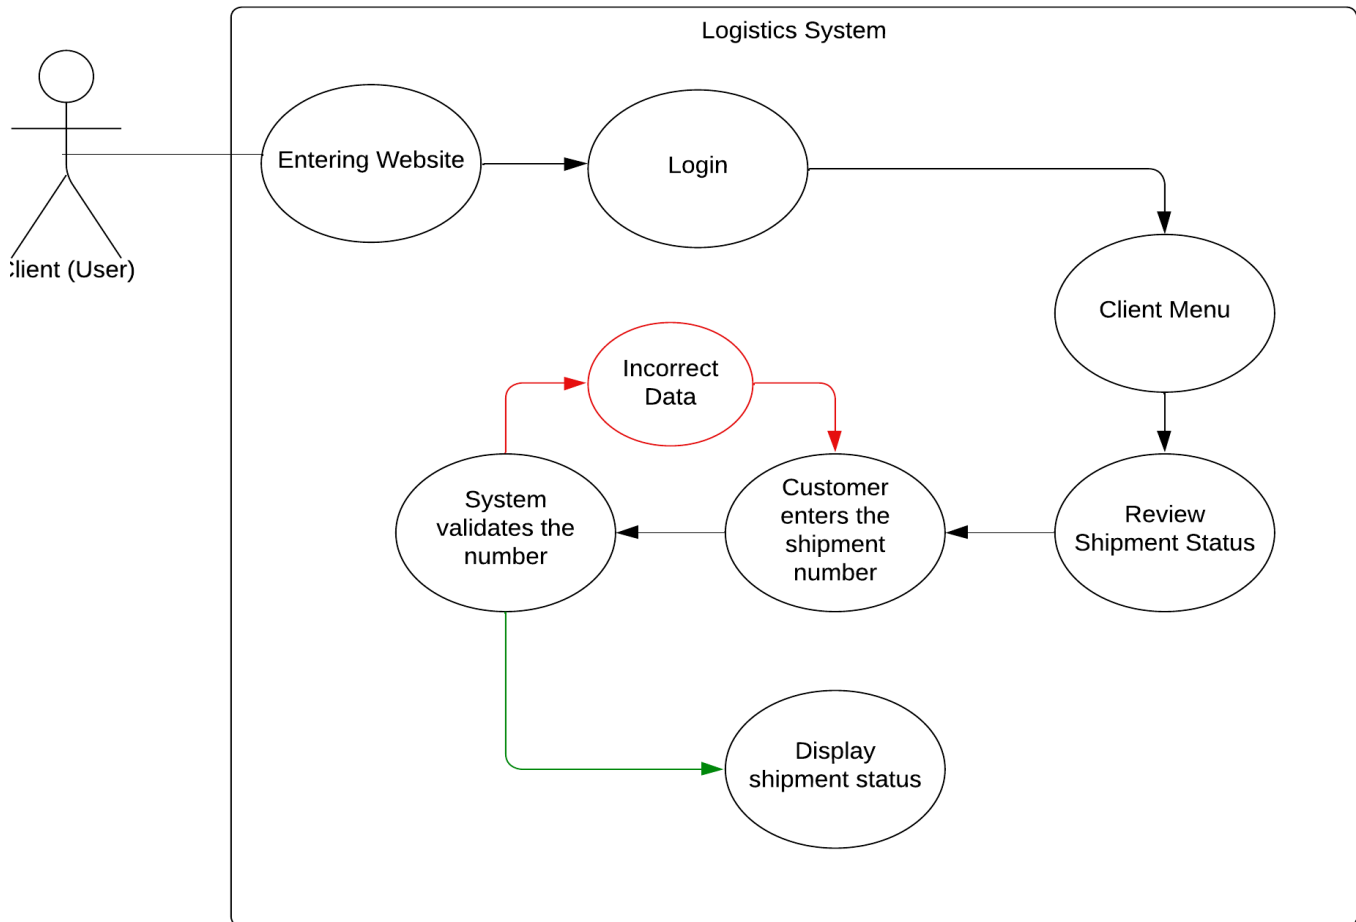 Logistics System
Entering Website
Login
Client (User)
Client Menu
Incorrect
Data
System
validates the
number
Customer
enters the
shipment
number
Review
Shipment Status
Display
shipment status